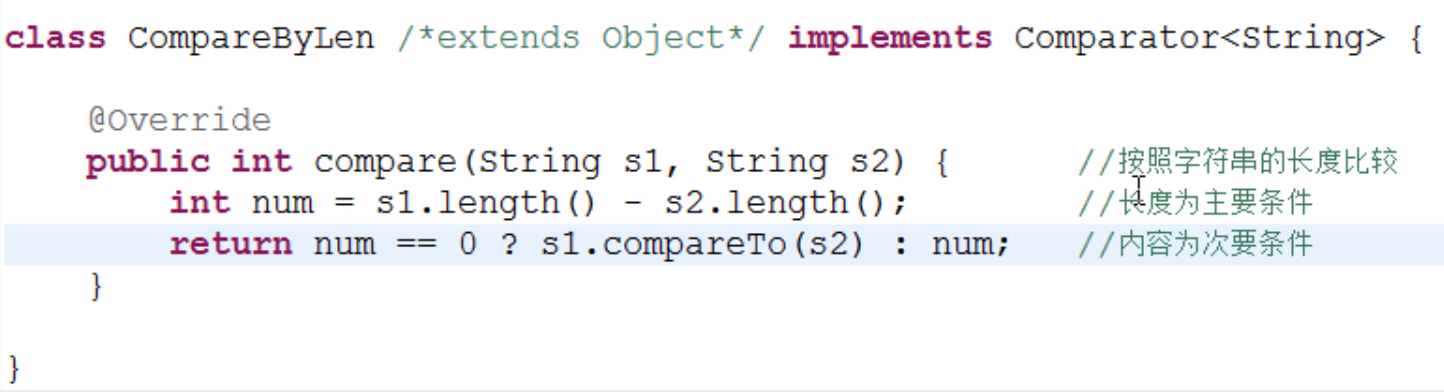 class CompareByLen /*extends Object*/ implements Comparator<String> {
@Override
public int compare(String s1, String s2) { //按照字符串的长度比较
int num = s1.length() - s2.length(); //长度为主要条件
return num == 0 ? s1.compareTo(s2) : num; //内容为次要条件
}
}